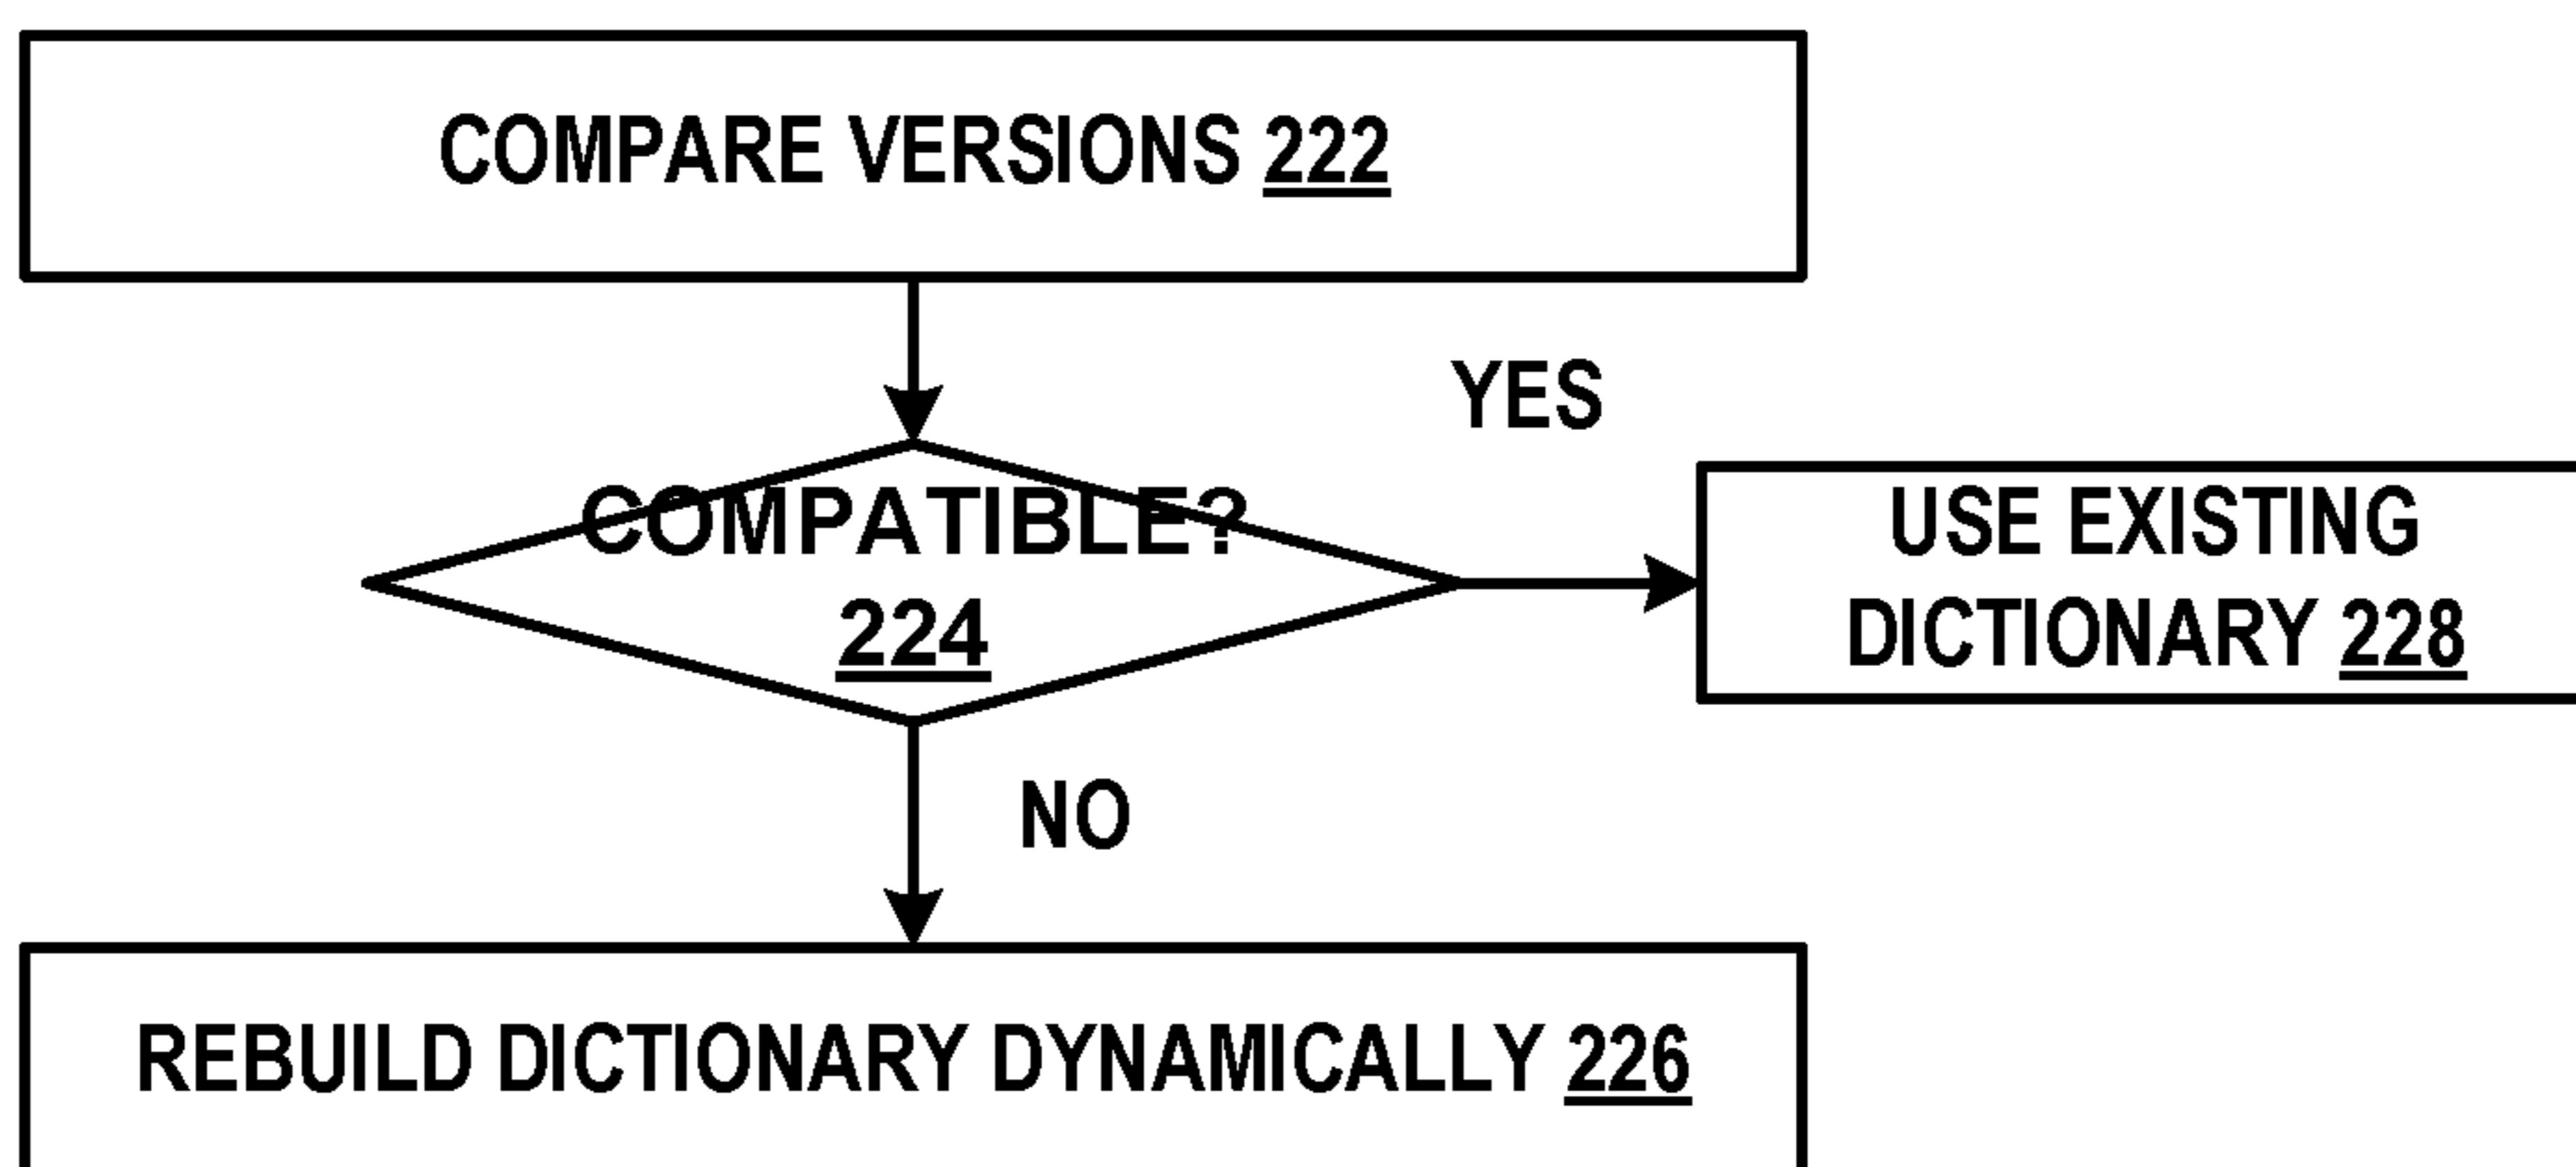 COMPARE VERSIONS 222
YES
COMPATIBLE?
224
USE EXISTING
DICTIONARY 228
NO
REBUILD DICTIONARY DYNAMICALLY 226